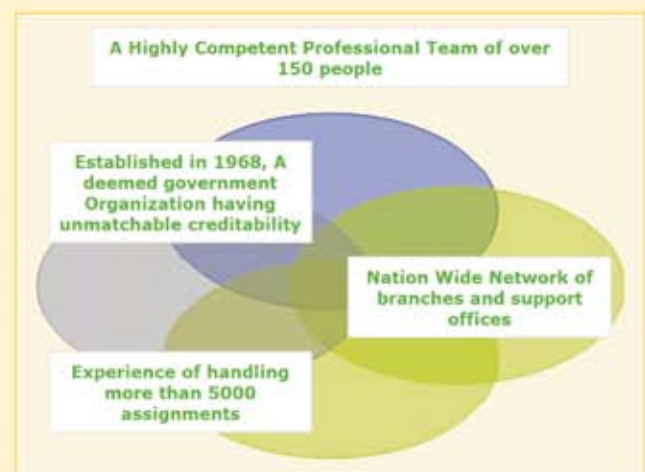 A Highly Competent Professional Team of over
150 people
Established in 1968, A
deemed government
Organization having
unmatchable creditability
Nation Wide Network of
branches and support
offices
Experience of handling
more than 5000
assignments